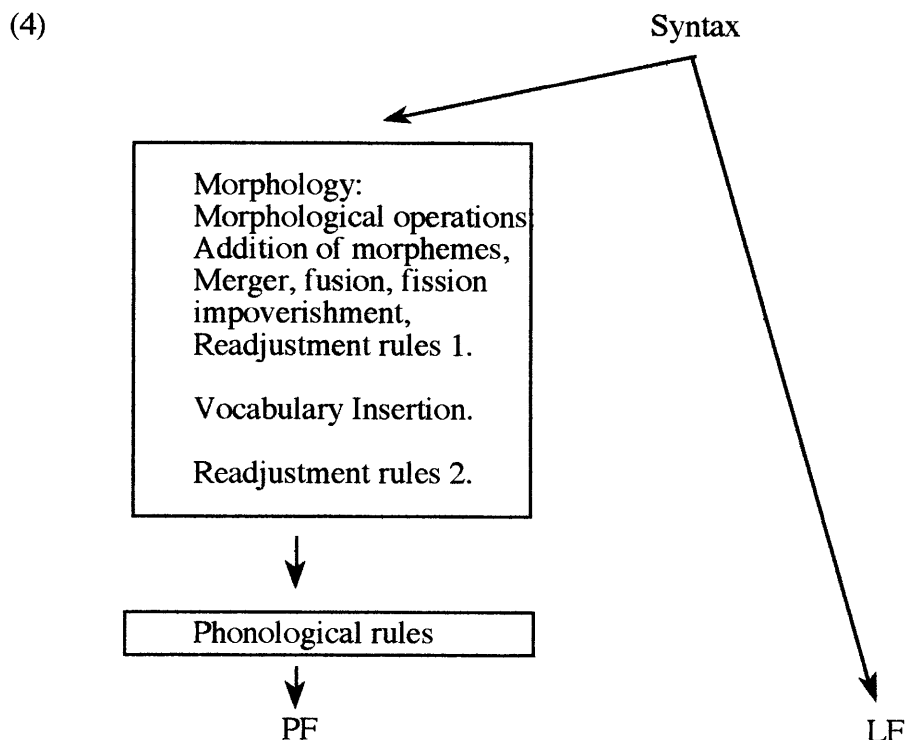 (4) Syntax
Morphology:
Morphological operations
Addition of morphemes,
Merger, fusion, fission
impoverishment,
Readjustment rules 1.
Vocabulary Insertion.
Readjustment rules 2.
Phonological rules
PF LF